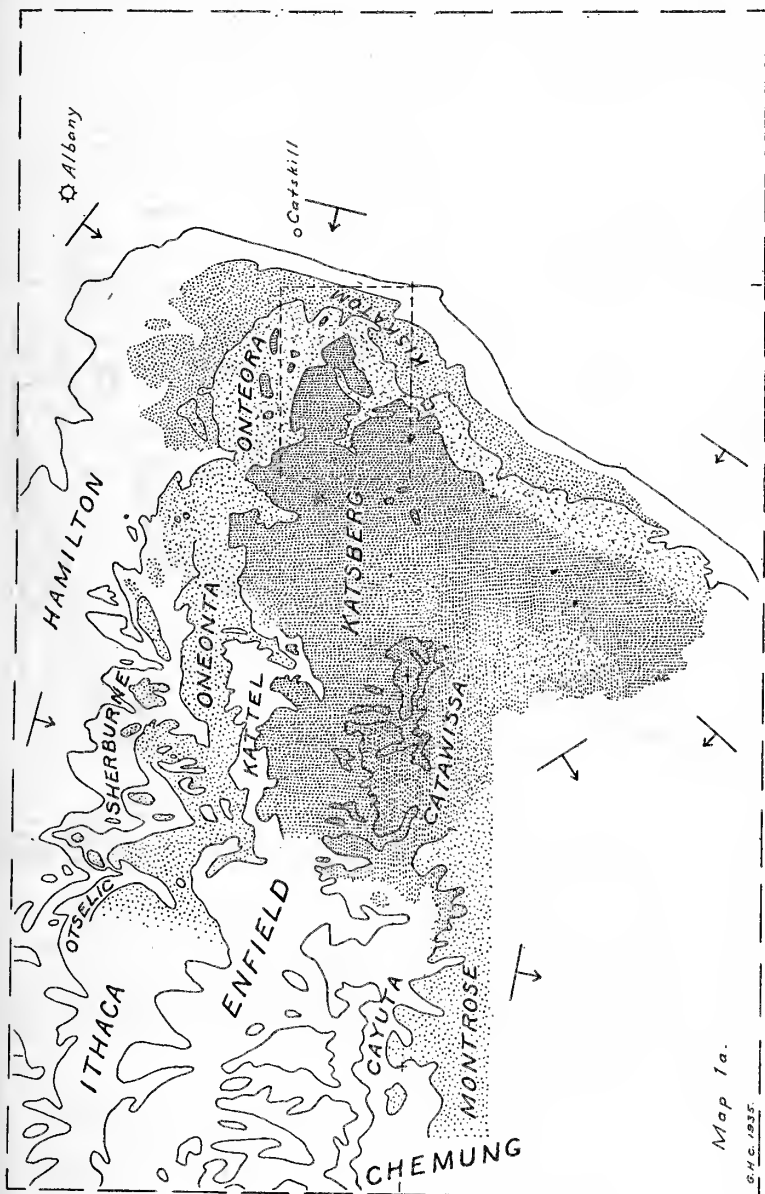 Albany
Catskill
HAMILTON
KISKATOM
ONTEORA
SHERBURNE
ONEONTA
KATSBERG
KATTEL
OTSELIC
CATAWISSA
ITHACA
ENFIELD
CAYUTA
MONTROSE
CHEMUNG
Map 1a.
G.H.C. 1935.